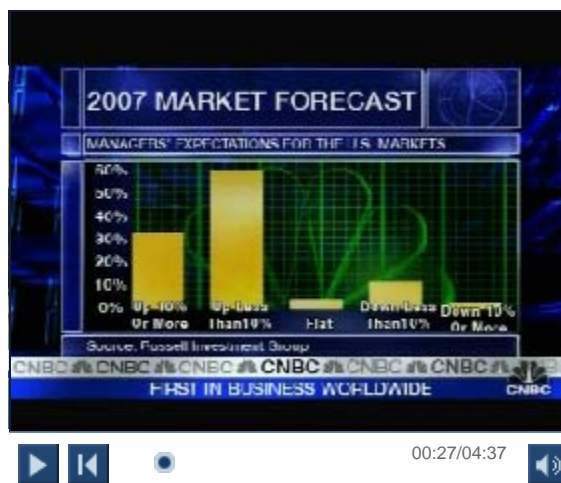 2007 MARKET FORECAST
MANAGERS' EXPECTATIONS FOR THE U.S. MARKETS
60%
50%
40%
30%
20%
10%
0%
Up 10% Up Less Down Less Down 10%
Or More Than 10% Flat Than 10% Or More
Source: Russell Investment Group
CNBC CNBC CNBC CNBC CNBC CNBC CNBC
FIRST IN BUSINESS WORLDWIDE
CNBC
00:27/04:37